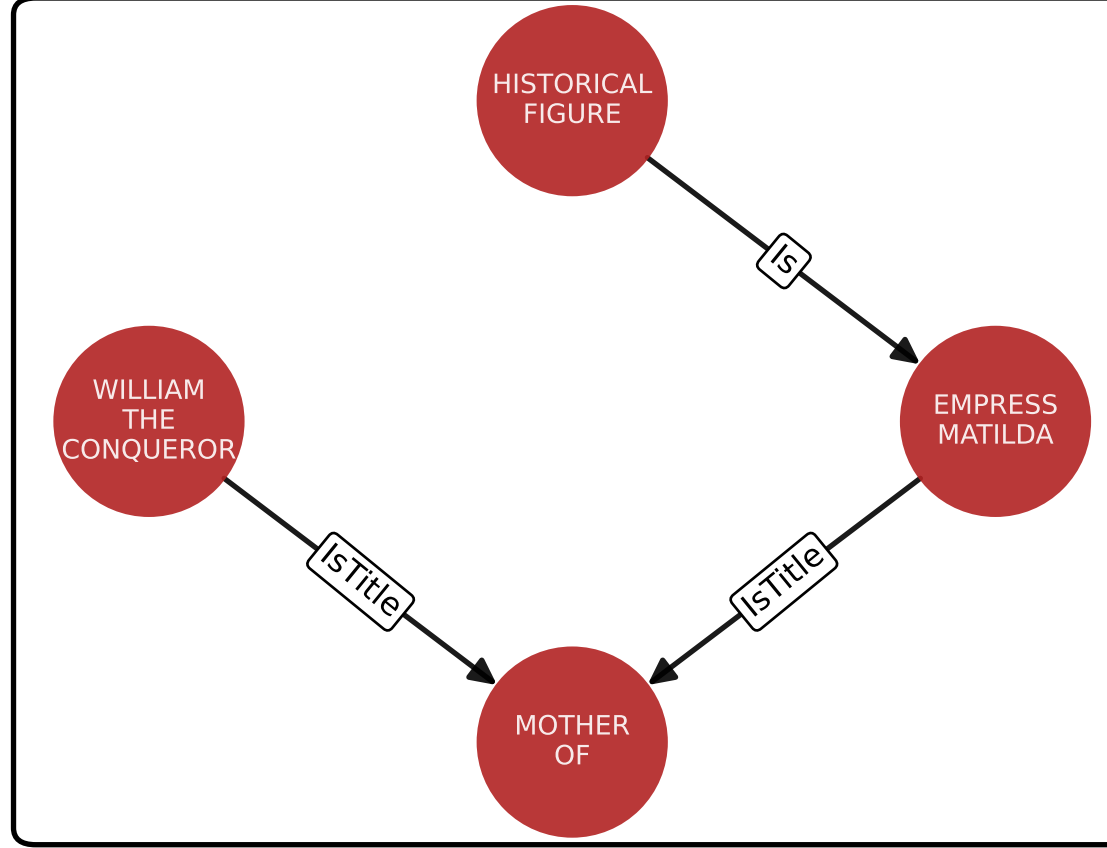 HISTORICAL
FIGURE
Is
WILLIAM
THE
CONQUEROR
EMPRESS
MATILDA
IsTitle
IsTitle
MOTHER
OF